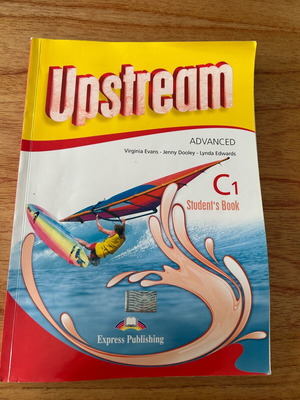 Upstream
ADVANCED
Virginia Evans - Jenny Dooley - Lynda Edwards
C1
Student's Book
Express Publishing